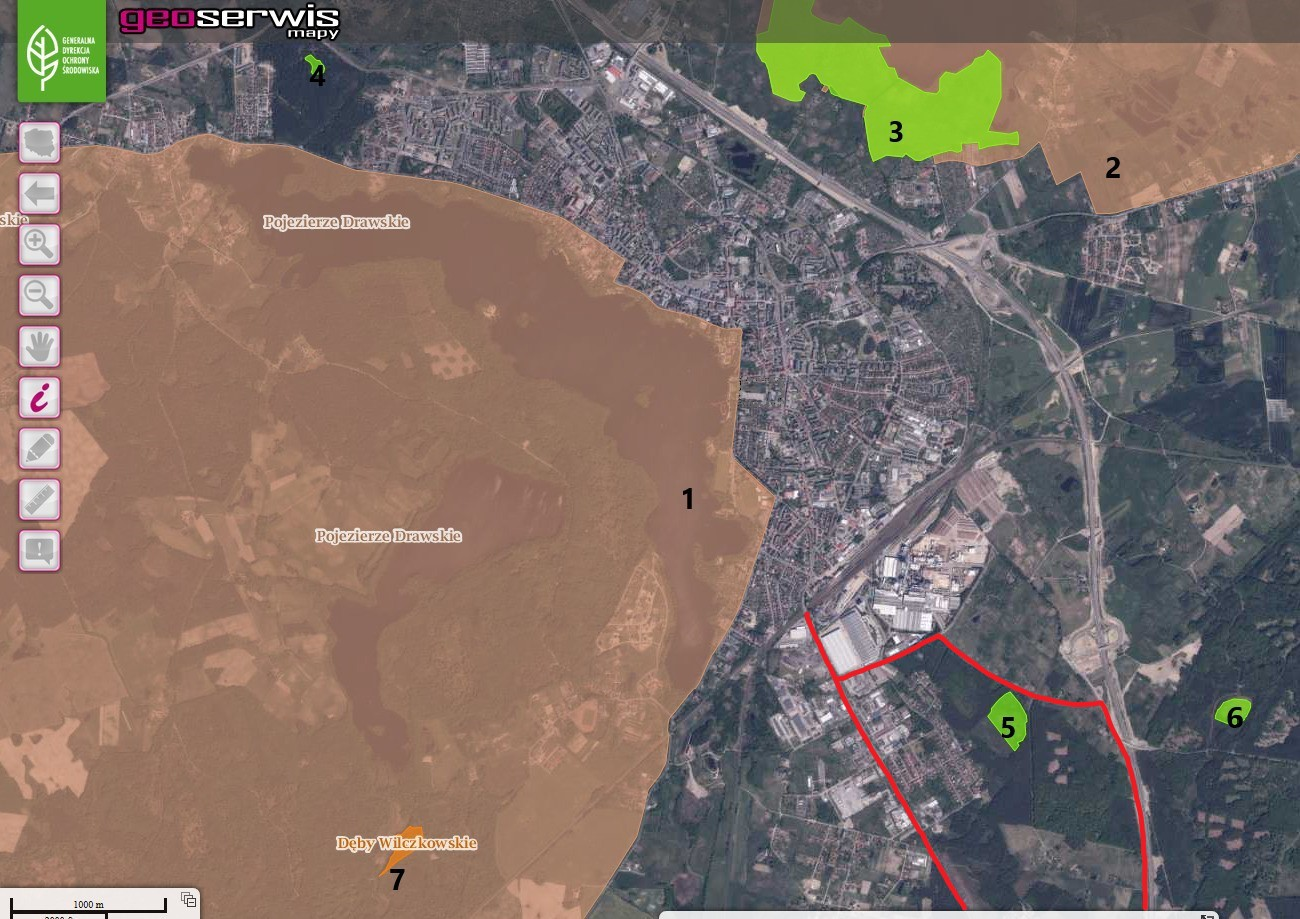 geoserwis
mapy
GENERALNA
DYREKCJA
OCHRONY
ŚRODOWISKA
4
3
2
skie
Pojezierze Drawskie
i
1
Pojezierze Drawskie
5
6
Dęby Wilczkowskie
7
1000 m